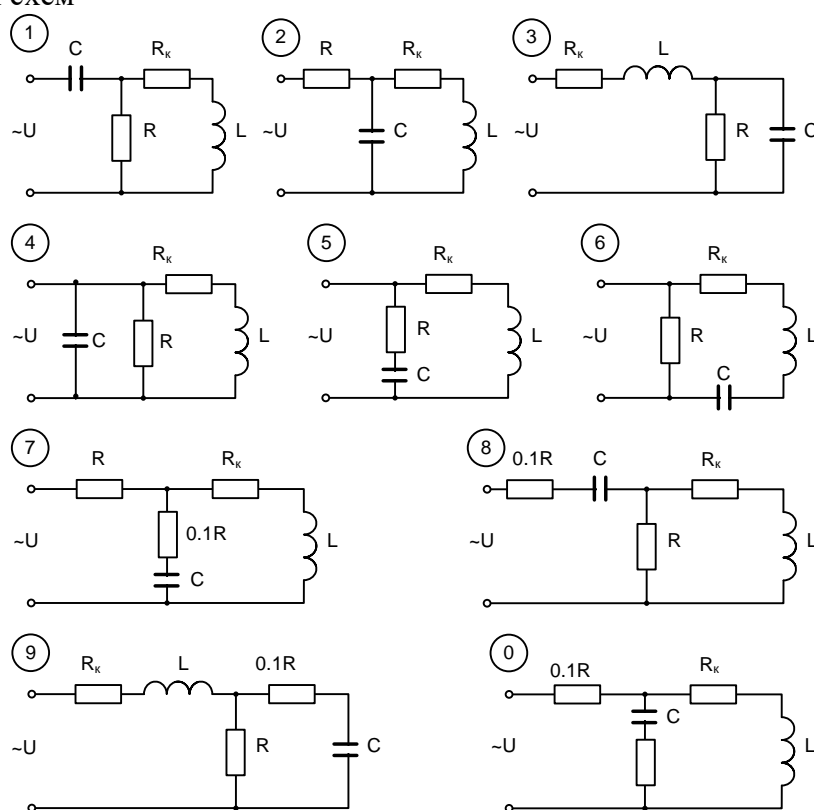 1 2 3
C Rк R Rк Rк L
~U R L ~U C L ~U R C
4 5 6
Rк Rк Rк
~U C R L ~U R L ~U R L
C C
7 8
R Rк 0.1R C Rк
~U 0.1R L ~U R L
C
9 0
Rк L 0.1R 0.1R Rк
~U R C ~U C L